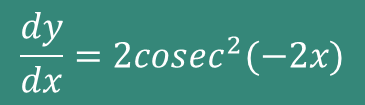 dy/dx = 2cosec²(−2x)